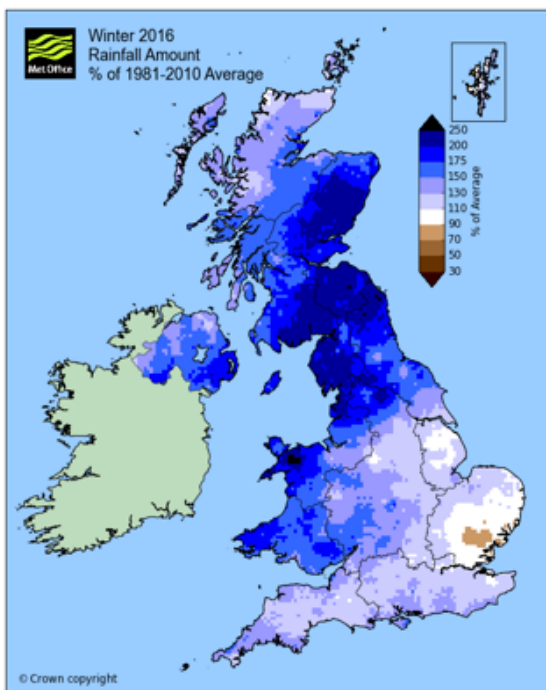 Winter 2016
Rainfall Amount
% of 1981-2010 Average
Met Office
250
200
175
150
130
110
90
70
50
30
% of Average
© Crown copyright